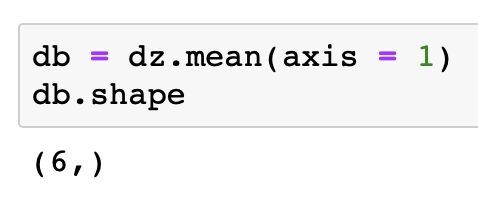 db = dz.mean(axis = 1)
db.shape
(6,)